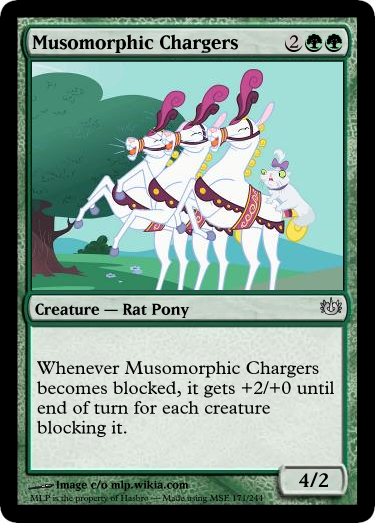 Musomorphic Chargers 2
Creature — Rat Pony
Whenever Musomorphic Chargers
becomes blocked, it gets +2/+0 until
end of turn for each creature
blocking it.
Image c/o mlp.wikia.com
MLP is the property of Hasbro — Made using MSE 171/244
4/2